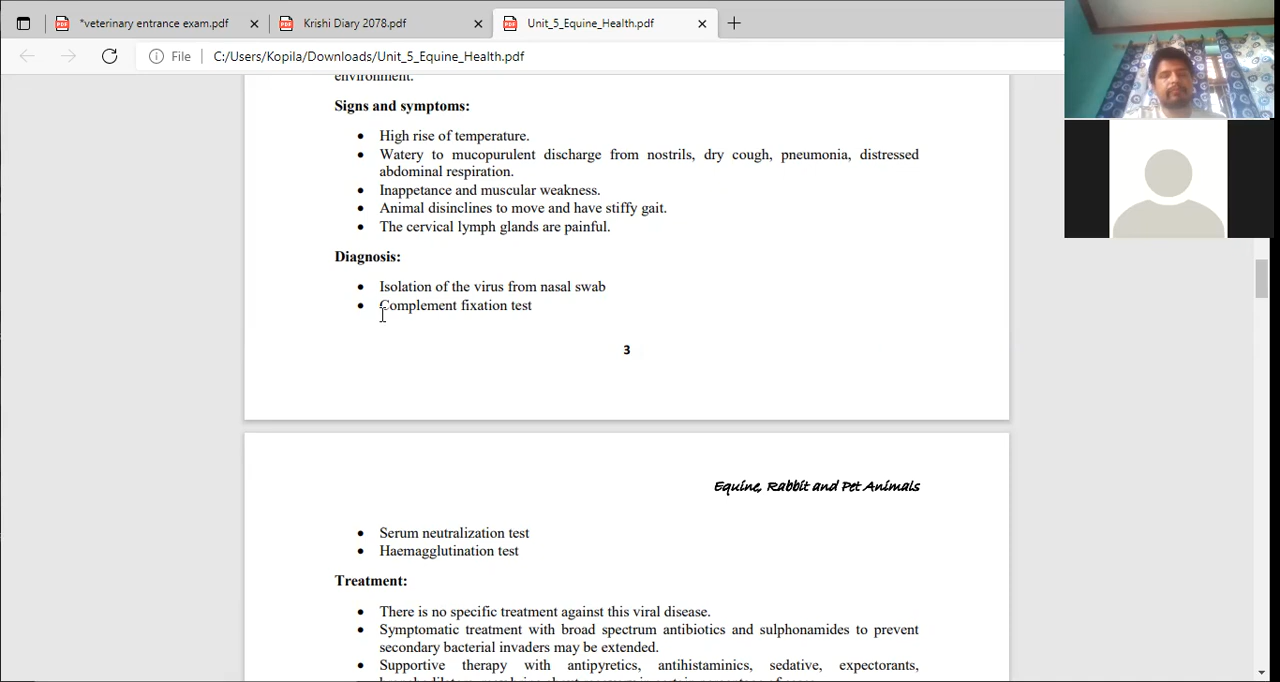 *veterinary entrance exam.pdf
Krishi Diary 2078.pdf
Unit_5_Equine_Health.pdf
File
C:/Users/Kopila/Downloads/Unit_5_Equine_Health.pdf
environment.
Signs and symptoms:
• High rise of temperature.
• Watery to mucopurulent discharge from nostrils, dry cough, pneumonia, distressed
abdominal respiration.
• Inappetance and muscular weakness.
• Animal disinclines to move and have stiffy gait.
• The cervical lymph glands are painful.
Diagnosis:
• Isolation of the virus from nasal swab
• Complement fixation test
3
Equine, Rabbit and Pet Animals
• Serum neutralization test
• Haemagglutination test
Treatment:
• There is no specific treatment against this viral disease.
• Symptomatic treatment with broad spectrum antibiotics and sulphonamides to prevent
secondary bacterial invaders may be extended.
• Supportive therapy with antipyretics, antihistaminics, sedative, expectorants,